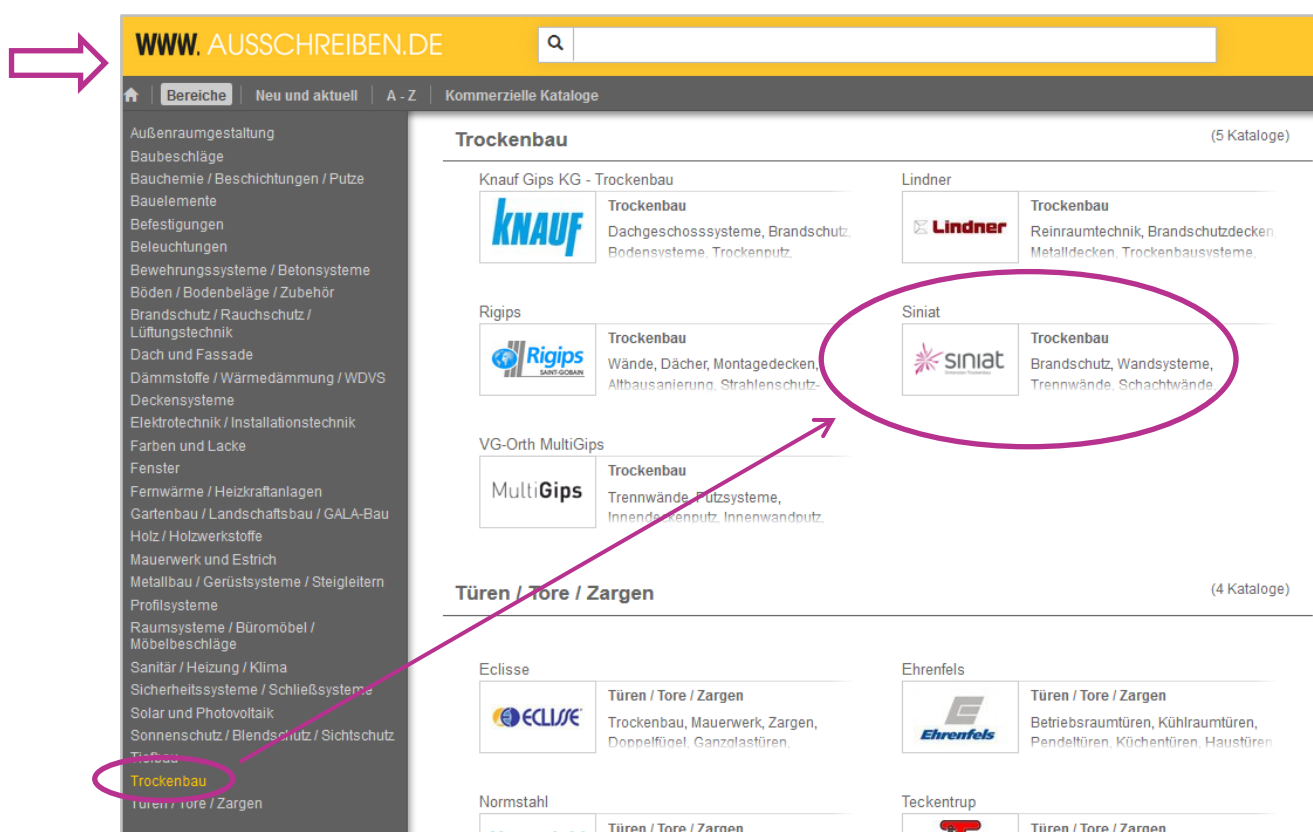 WWW. AUSSCHREIBEN.DE
Bereiche
Neu und aktuell
A - Z
Kommerzielle Kataloge
Außenraumgestaltung
Baubeschläge
Bauchemie / Beschichtungen / Putze
Bauelemente
Befestigungen
Beleuchtungen
Bewehrungssysteme / Betonsysteme
Böden / Bodenbeläge / Zubehör
Brandschutz / Rauchschutz /
Lüftungstechnik
Dach und Fassade
Dämmstoffe / Wärmedämmung / WDVS
Deckensysteme
Elektrotechnik / Installationstechnik
Farben und Lacke
Fenster
Fernwärme / Heizkraftanlagen
Gartenbau / Landschaftsbau / GALA-Bau
Holz / Holzwerkstoffe
Mauerwerk und Estrich
Metallbau / Gerüstsysteme / Steigleitern
Profilsysteme
Raumsysteme / Büromöbel /
Möbelbeschläge
Sanitär / Heizung / Klima
Sicherheitssysteme / Schließsysteme
Solar und Photovoltaik
Sonnenschutz / Blendschutz / Sichtschutz
Tiefbau
Trockenbau
Türen / Tore / Zargen
Trockenbau
(5 Kataloge)
Knauf Gips KG - Trockenbau
KNAUF
Trockenbau
Dachgeschosssysteme, Brandschutz,
Bodensysteme, Trockenputz,
Lindner
Lindner
Trockenbau
Reinraumtechnik, Brandschutzdecken,
Metalldecken, Trockenbausysteme,
Rigips
Rigips
SAINT-GOBAIN
Trockenbau
Wände, Dächer, Montagedecken,
Altbausanierung, Strahlenschutz-
Siniat
siniat
Trockenbau
Brandschutz, Wandsysteme,
Trennwände, Schachtwände,
VG-Orth MultiGips
MultiGips
Trockenbau
Trennwände, Putzsysteme,
Innendeckenputz, Innenwandputz,
Türen / Tore / Zargen
(4 Kataloge)
Eclisse
ECLISSE
Türen / Tore / Zargen
Trockenbau, Mauerwerk, Zargen,
Doppelflügel, Ganzglastüren,
Ehrenfels
Ehrenfels
Türen / Tore / Zargen
Betriebsraumtüren, Kühlraumtüren,
Pendeltüren, Küchentüren, Haustüren
Normstahl
Türen / Tore / Zargen
Teckentrup
Türen / Tore / Zargen